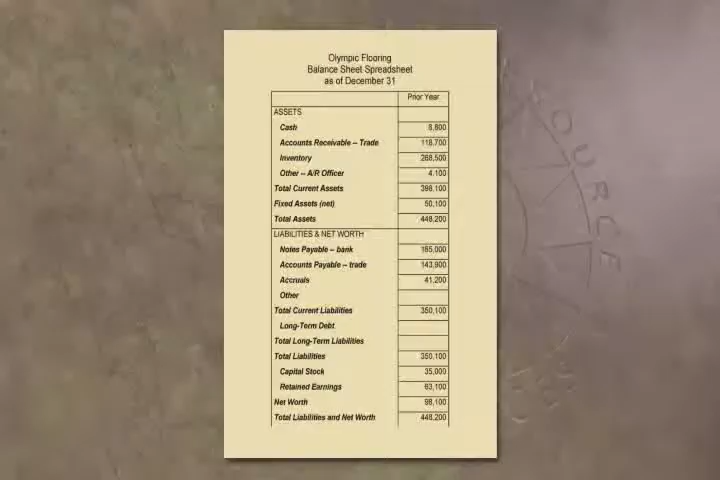 Olympic Flooring
Balance Sheet Spreadsheet
as of December 31
Prior Year
ASSETS
Cash 8,800
Accounts Receivable – Trade 116,700
Inventory 268,500
Other – A/R Officer 4,100
Total Current Assets 398,100
Fixed Assets (net) 50,100
Total Assets 448,200
LIABILITIES & NET WORTH
Notes Payable – bank 165,000
Accounts Payable – trade 143,900
Accruals 41,200
Other
Total Current Liabilities 350,100
Long-Term Debt
Total Long-Term Liabilities
Total Liabilities 350,100
Capital Stock 35,000
Retained Earnings 63,100
Net Worth 98,100
Total Liabilities and Net Worth 448,200
OURCE